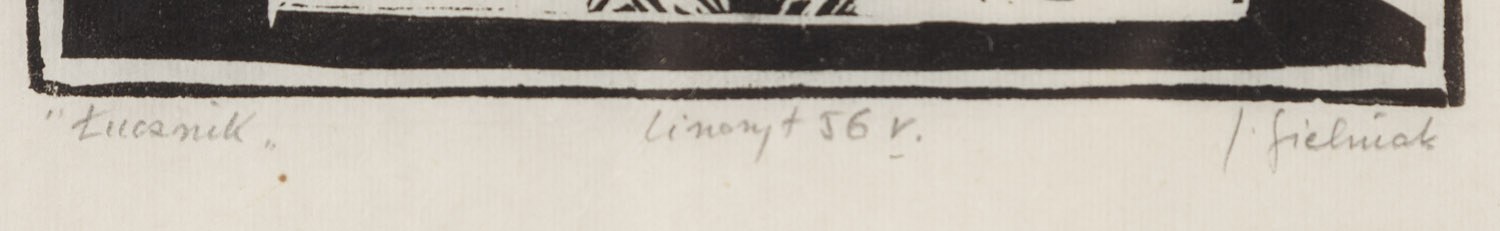 "Łucznik„ linoryt 56 r. J. Gielniak